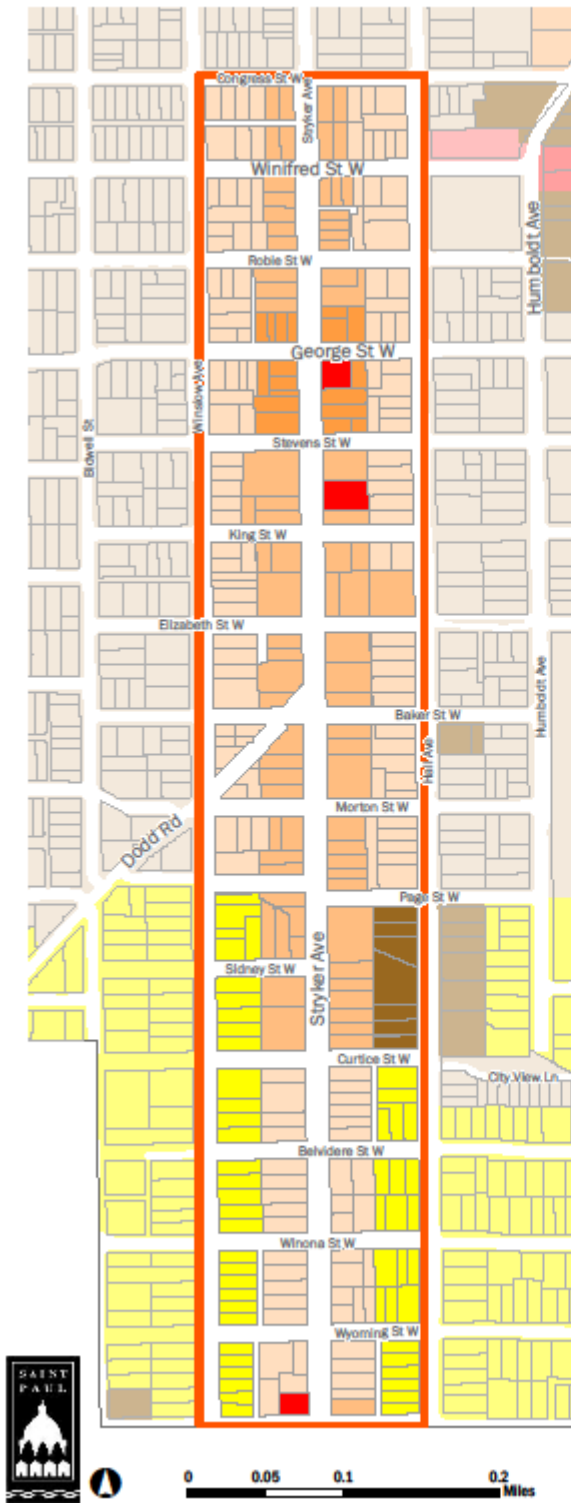 Congress St W
Stryker Ave
Winifred St W
Humboldt Ave
Robie St W
George St W
Winslow Ave
Bidwell St
Stevens St W
King St W
Elizabeth St W
Humboldt Ave
Baker St W
Hall Ave
Morton St W
Dodd Rd
Page St W
Stryker Ave
Sidney St W
Curtice St W
City View Ln
Belvidere St W
Winona St W
Wyoming St W
SAINT
PAUL
0 0.05 0.1 0.2
Miles